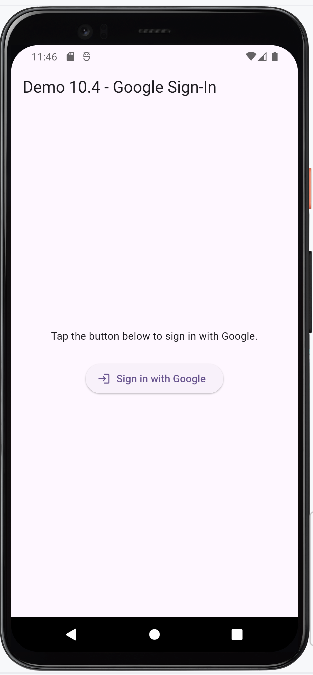 11:46
Demo 10.4 - Google Sign-In
Tap the button below to sign in with Google.
Sign in with Google